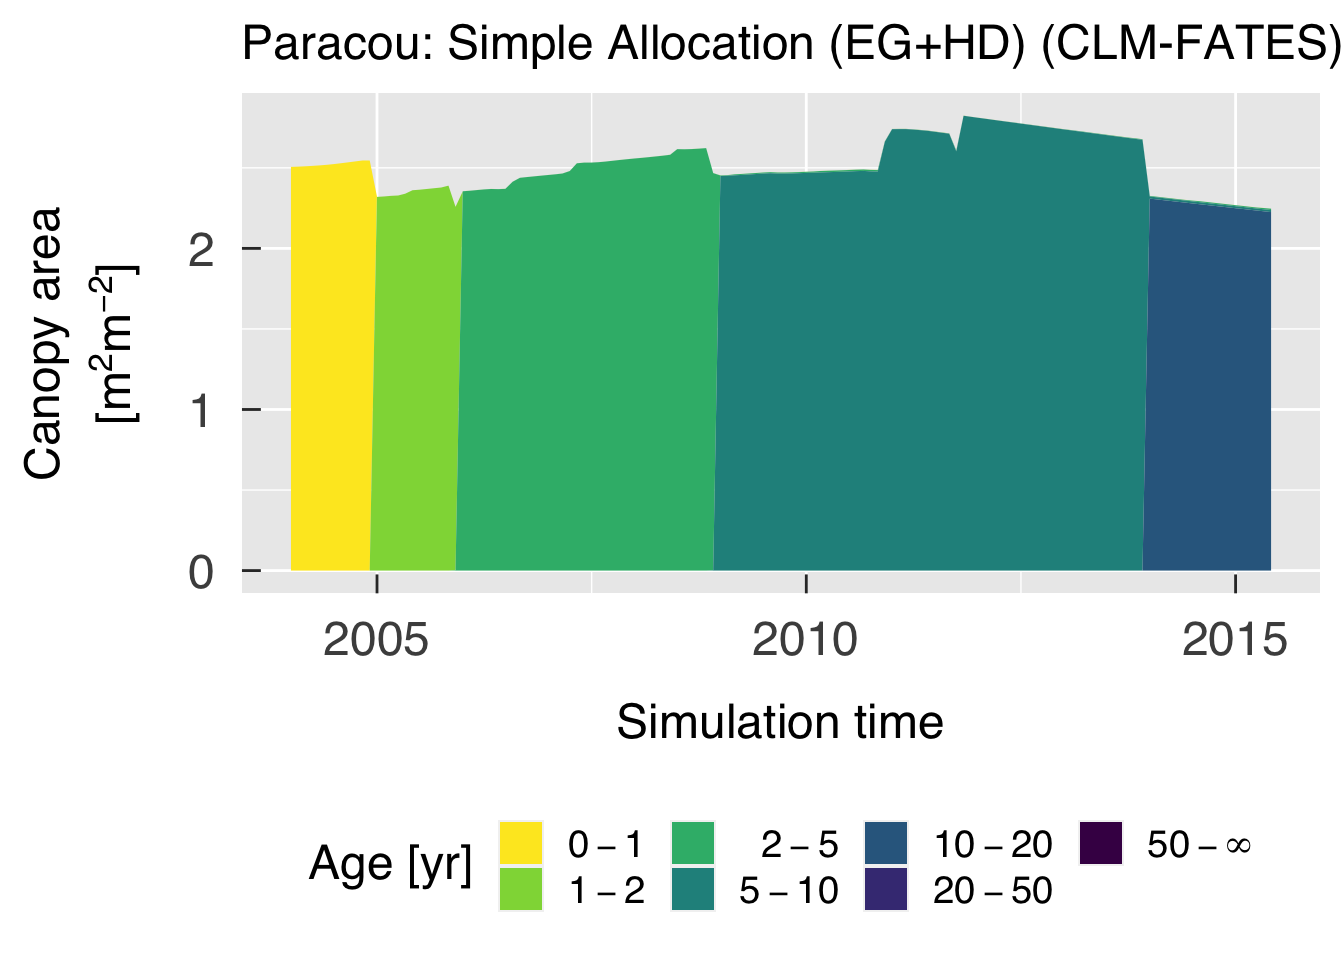 Paracou: Simple Allocation (EG+HD) (CLM-FATES)
Canopy area
[m²m⁻²]
2
1
0
2005 2010 2015
Simulation time
Age [yr]
0 – 1 2 – 5 10 – 20 50 – ∞
1 – 2 5 – 10 20 – 50